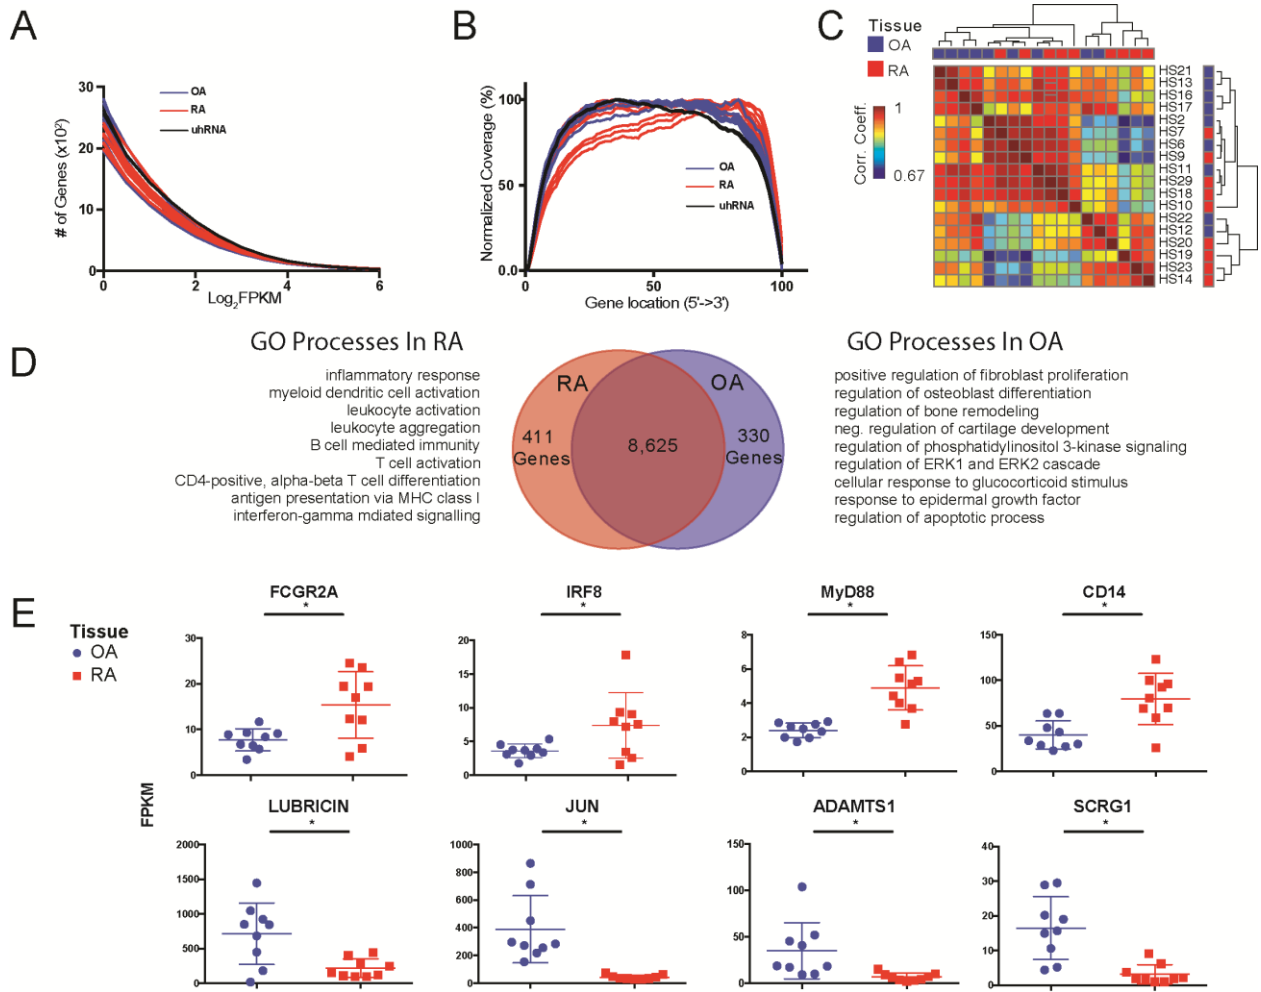 A
B
C
Tissue
OA
RA
Corr. Coeff.
1
0.67
HS21
HS13
HS16
HS17
HS2
HS7
HS6
HS9
HS11
HS29
HS18
HS10
HS22
HS12
HS20
HS19
HS23
HS14
# of Genes (x10²)
30
20
10
0
0
2
4
6
Log₂FPKM
OA
RA
uhRNA
Normalized Coverage (%)
100
50
0.0
0
50
100
Gene location (5'->3')
OA
RA
uhRNA
D
GO Processes In RA
inflammatory response
myeloid dendritic cell activation
leukocyte activation
leukocyte aggregation
B cell mediated immunity
T cell activation
CD4-positive, alpha-beta T cell differentiation
antigen presentation via MHC class I
interferon-gamma mdiated signalling
RA
OA
411
Genes
8,625
330
Genes
GO Processes In OA
positive regulation of fibroblast proliferation
regulation of osteoblast differentiation
regulation of bone remodeling
neg. regulation of cartilage development
regulation of phosphatidylinositol 3-kinase signaling
regulation of ERK1 and ERK2 cascade
cellular response to glucocorticoid stimulus
response to epidermal growth factor
regulation of apoptotic process
E
Tissue
OA
RA
FPKM
FCGR2A
*
30
20
10
0
IRF8
*
20
15
10
5
0
MyD88
*
8
6
4
2
0
CD14
*
150
100
50
0
LUBRICIN
*
2000
1500
1000
500
0
JUN
*
1000
800
600
400
200
0
ADAMTS1
*
150
100
50
0
SCRG1
*
40
30
20
10
0